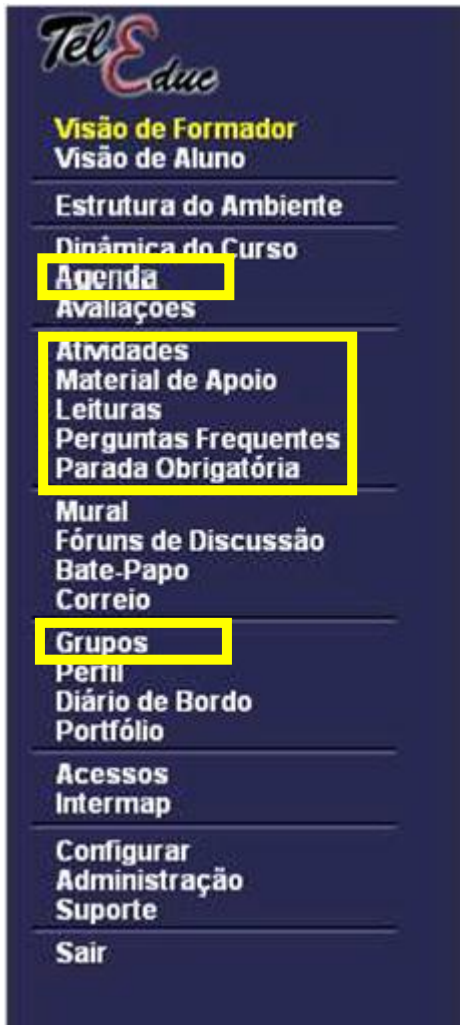 TelEduc
Visão de Formador
Visão de Aluno
Estrutura do Ambiente
Dinâmica do Curso
Agenda
Avaliações
Atividades
Material de Apoio
Leituras
Perguntas Frequentes
Parada Obrigatória
Mural
Fóruns de Discussão
Bate-Papo
Correio
Grupos
Perfil
Diário de Bordo
Portfólio
Acessos
Intermap
Configurar
Administração
Suporte
Sair